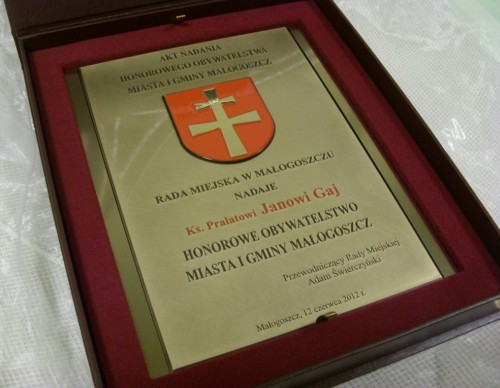 AKT NADANIA
HONOROWEGO OBYWATELSTWA
MIASTA I GMINY MAŁOGOSZCZ
RADA MIEJSKA W MAŁOGOSZCZU
NADAJE
Ks. Prałatowi Janowi Gaj
HONOROWE OBYWATELSTWO
MIASTA I GMINY MAŁOGOSZCZ
Przewodniczący Rady Miejskiej
Adam Świerczyński
Małogoszcz, 12 czerwca 2012 r.